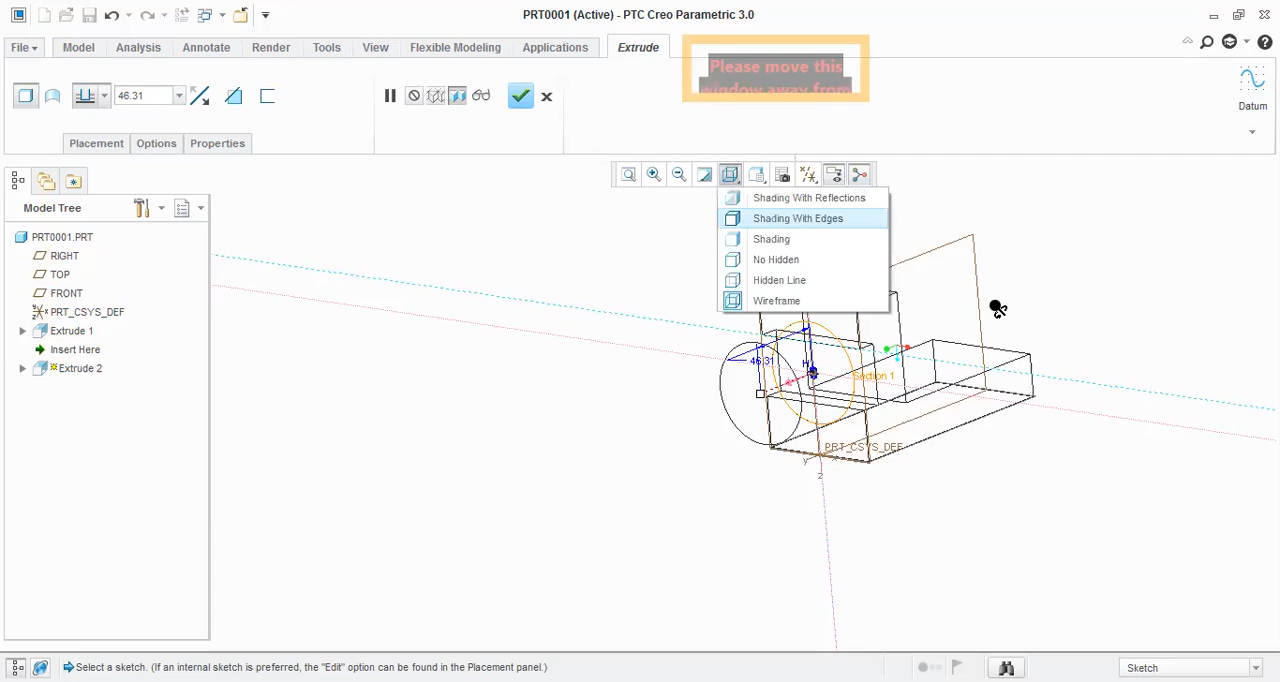 PRT0001 (Active) - PTC Creo Parametric 3.0
File Model Analysis Annotate Render Tools View Flexible Modeling Applications Extrude
Please move this
window away from
46.31
Datum
Placement Options Properties
Model Tree
PRT0001.PRT
RIGHT
TOP
FRONT
PRT_CSYS_DEF
Extrude 1
Insert Here
Extrude 2
Shading With Reflections
Shading With Edges
Shading
No Hidden
Hidden Line
Wireframe
46.31
H
Section 1
PRT_CSYS_DEF
y
z
Select a sketch. (If an internal sketch is preferred, the "Edit" option can be found in the Placement panel.)
Sketch